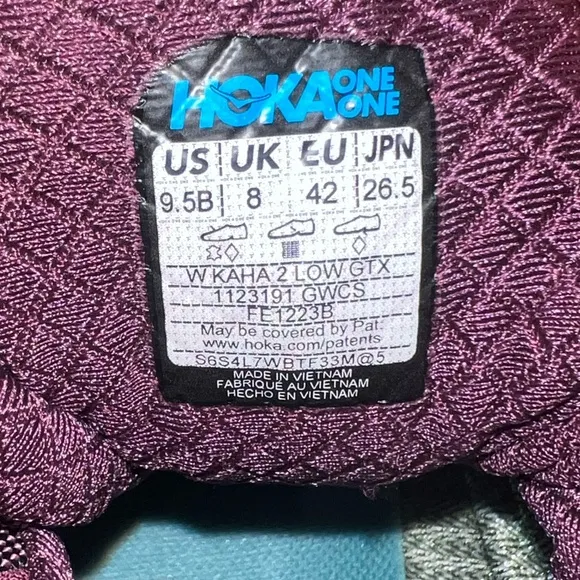 HOKA ONE ONE
US UK EU JPN
9.5B 8 42 26.5
W KAHA 2 LOW GTX
1123191 GWCS
FE1223B
May be covered by Pat:
www.hoka.com/patents
S6S4L7WBTF33M@5
MADE IN VIETNAM
FABRIQUÉ AU VIETNAM
HECHO EN VIETNAM